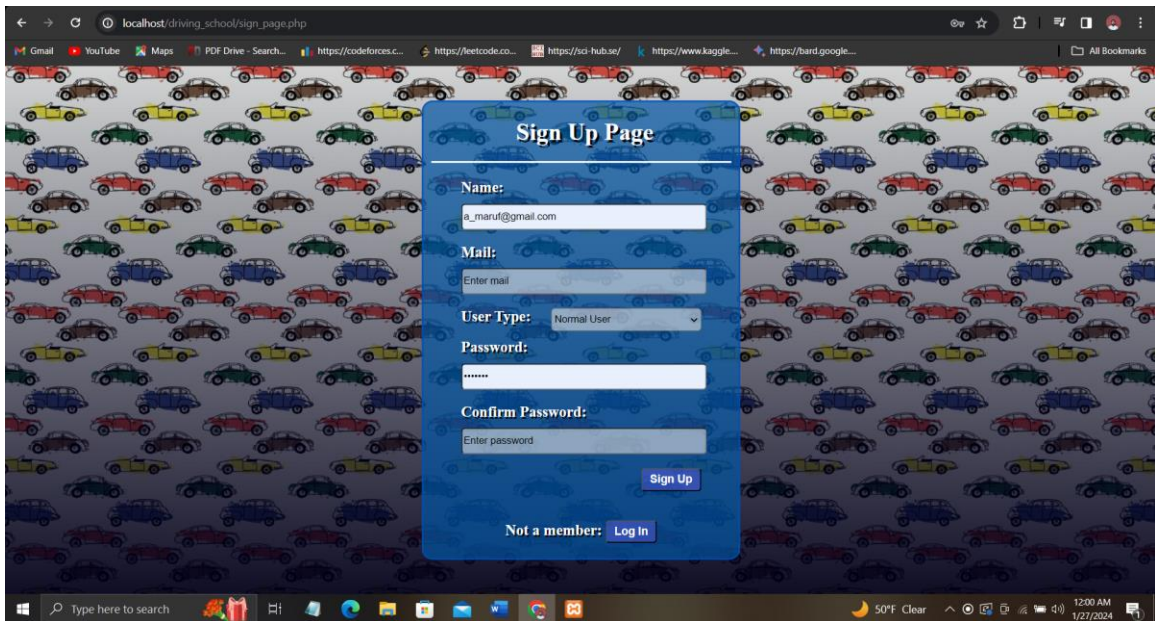 localhost/driving_school/sign_page.php
Gmail YouTube Maps PDF Drive - Search... https://codeforces.c... https://leetcode.co... https://sci-hub.se/ https://www.kaggle.... https://bard.google.... All Bookmarks
Sign Up Page
Name:
a_maruf@gmail.com
Mail:
Enter mail
User Type: Normal User
Password:
•••••••
Confirm Password:
Enter password
Sign Up
Not a member: Log In
Type here to search 50°F Clear 12:00 AM
1/27/2024